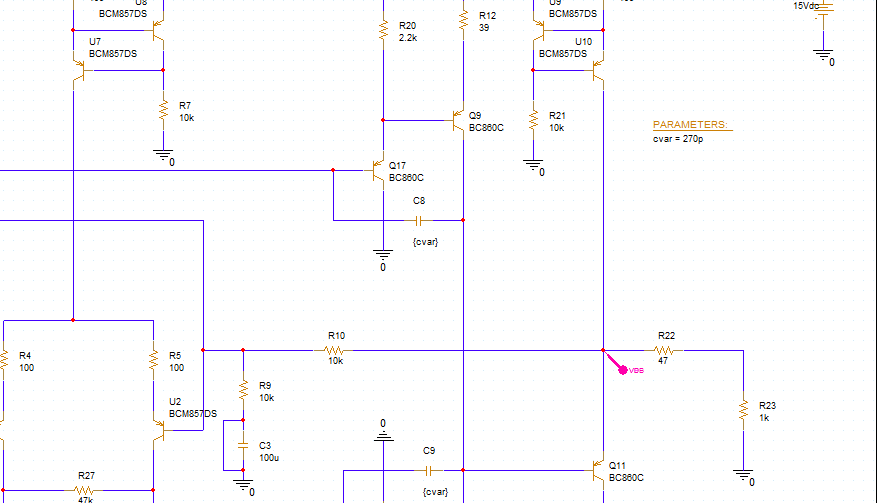 U8
BCM857DS
R20
2.2k
R12
39
U9
BCM857DS
15Vdc
0
U7
BCM857DS
U10
BCM857DS
R7
10k
0
Q9
BC860C
R21
10k
0
PARAMETERS:
cvar = 270p
Q17
BC860C
C8
{cvar}
0
R10
10k
R22
47
VDB
R4
100
R5
100
R9
10k
U2
BCM857DS
R23
1k
0
C3
100u
0
0
C9
{cvar}
Q11
BC860C
0
R27
47k